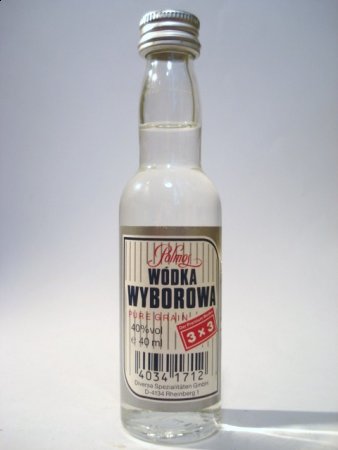 Polmos
WÓDKA
WYBOROWA
PURE GRAIN
40% vol
e 40 ml
3 x 3
4034 1712
Diverse Spezialitäten GmbH
D-4134 Rheinberg 1